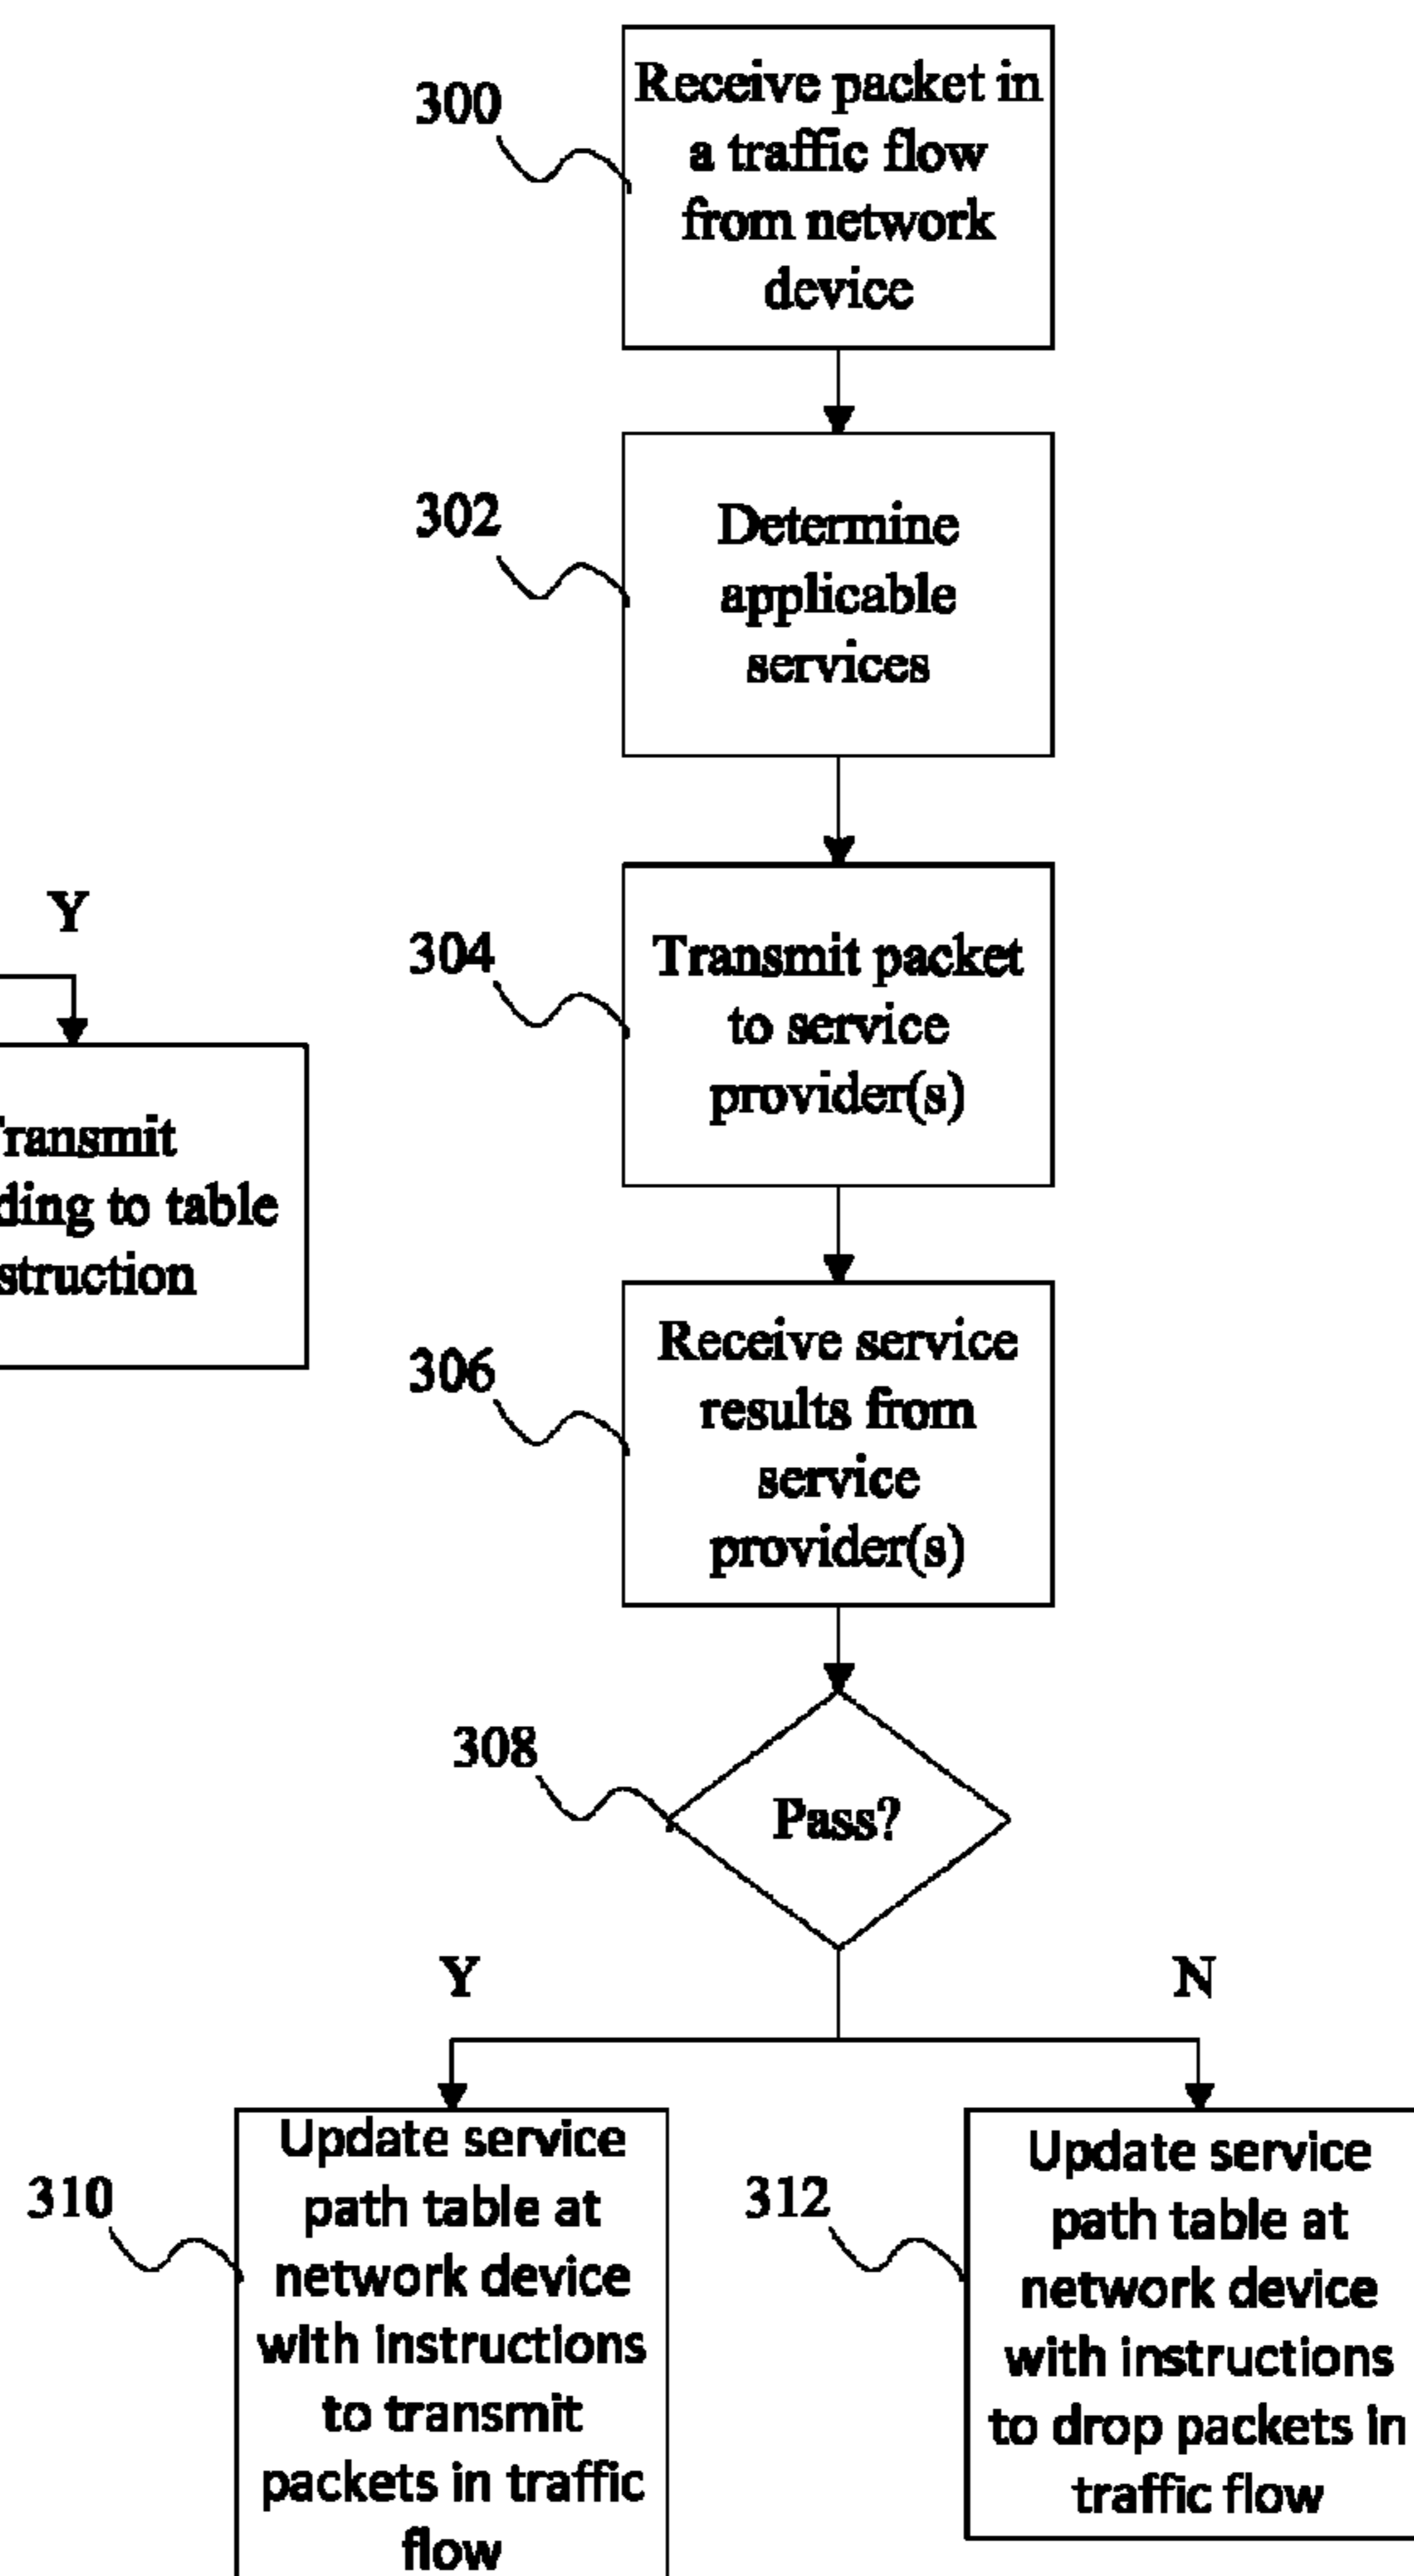 300
Receive packet in
a traffic flow
from network
device
302
Determine
applicable
services
304
Transmit packet
to service
provider(s)
Y
to table
306
Receive service
results from
service
provider(s)
308
Pass?
Y
N
310
Update service
path table at
network device
with instructions
to transmit
packets in traffic
flow
312
Update service
path table at
network device
with instructions
to drop packets in
traffic flow